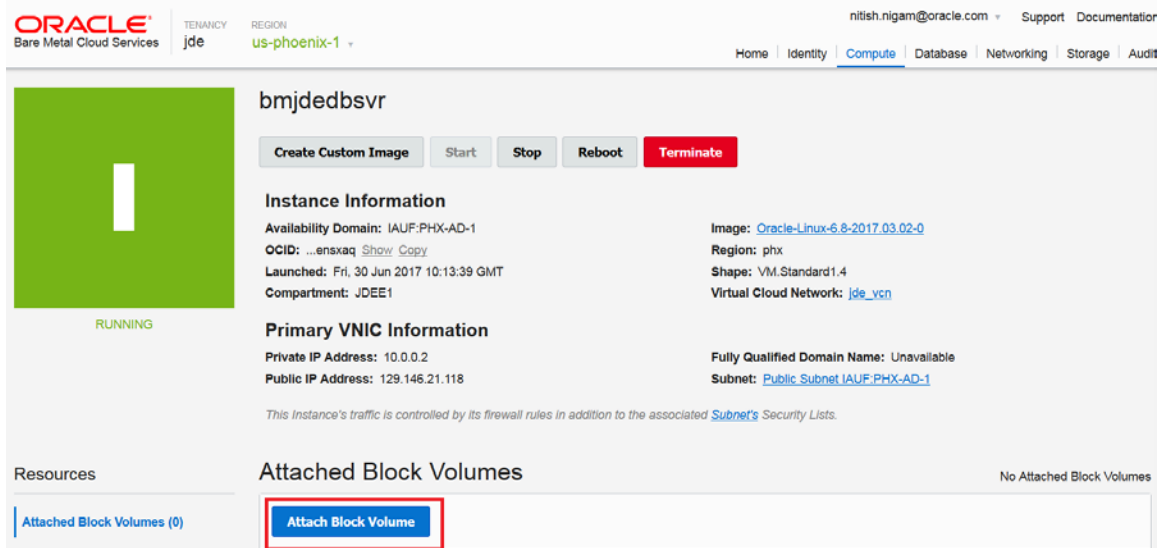 ORACLE®
Bare Metal Cloud Services
TENANCY
jde
REGION
us-phoenix-1
nitish.nigam@oracle.com Support Documentation
Home Identity Compute Database Networking Storage Audit
bmjdedbsvr
Create Custom Image Start Stop Reboot Terminate
Instance Information
Availability Domain: IAUF:PHX-AD-1
Image: Oracle-Linux-6.8-2017.03.02-0
OCID: ...ensxaq Show Copy
Region: phx
Launched: Fri, 30 Jun 2017 10:13:39 GMT
Shape: VM.Standard1.4
Compartment: JDEE1
Virtual Cloud Network: jde_vcn
RUNNING
Primary VNIC Information
Private IP Address: 10.0.0.2
Fully Qualified Domain Name: Unavailable
Public IP Address: 129.146.21.118
Subnet: Public Subnet IAUF:PHX-AD-1
This Instance's traffic is controlled by its firewall rules in addition to the associated Subnet's Security Lists.
Resources
Attached Block Volumes
No Attached Block Volumes
Attached Block Volumes (0)
Attach Block Volume